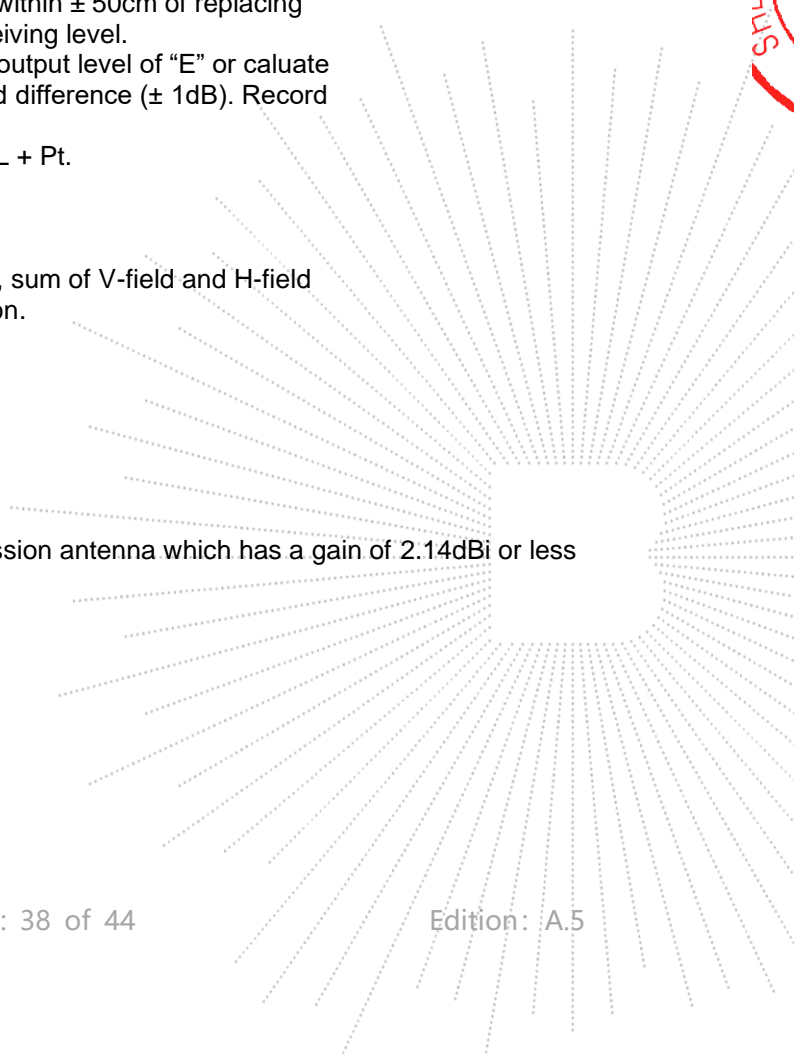 within ± 50cm of replacing
eiving level.
output level of “E” or caluate
d difference (± 1dB). Record
L + Pt.
, sum of V-field and H-field
on.
ssion antenna which has a gain of 2.14dBi or less
: 38 of 44 Edition: A.5